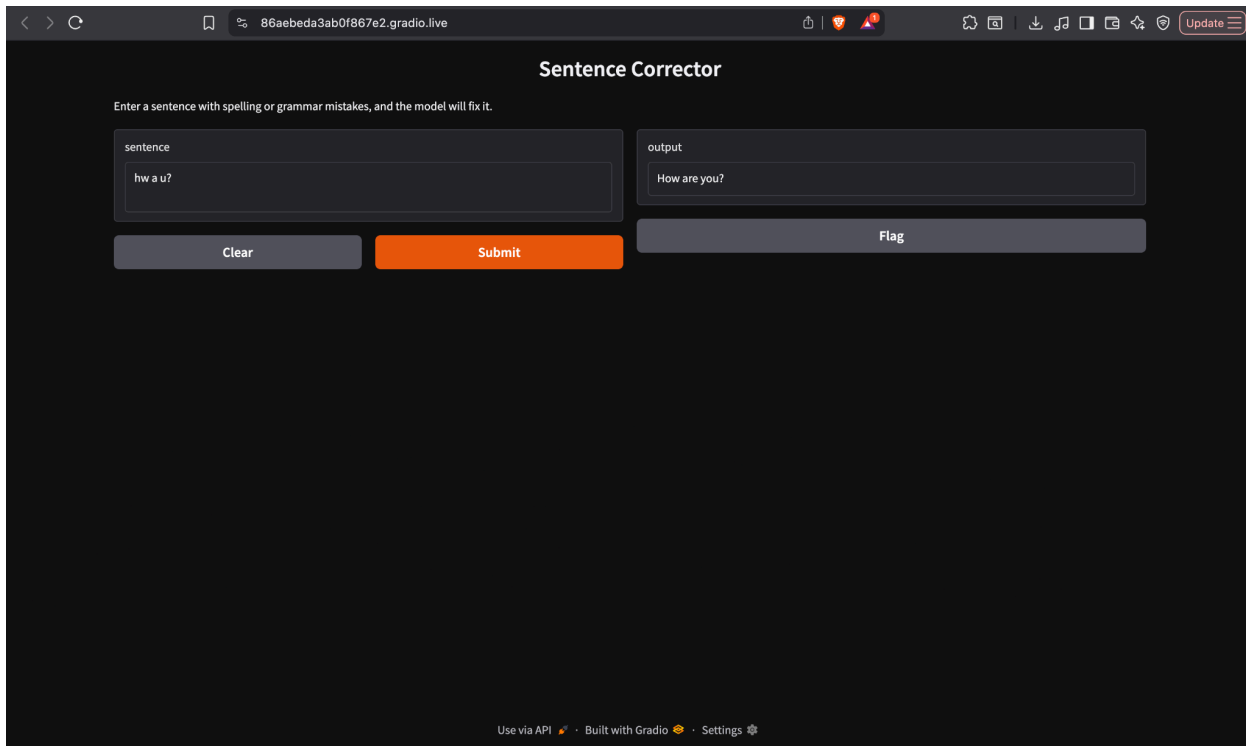 86aebeda3ab0f867e2.gradio.live
1
Update
Sentence Corrector
Enter a sentence with spelling or grammar mistakes, and the model will fix it.
sentence
hw a u?
output
How are you?
Clear
Submit
Flag
Use via API 🚀 · Built with Gradio · Settings ⚙️